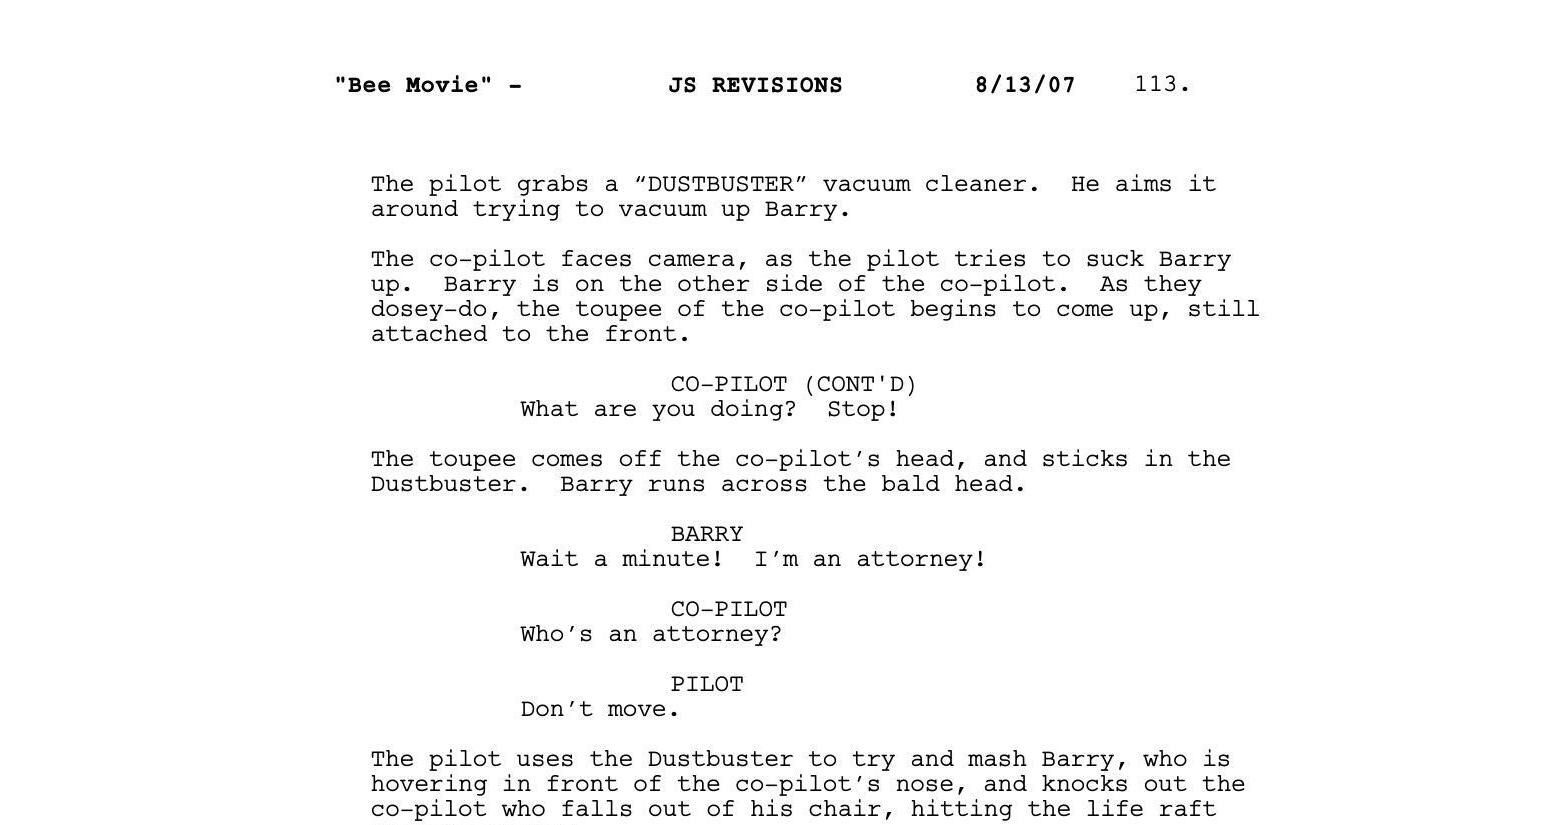 "Bee Movie" - JS REVISIONS 8/13/07 113.
The pilot grabs a “DUSTBUSTER” vacuum cleaner.  He aims it
around trying to vacuum up Barry.
The co-pilot faces camera, as the pilot tries to suck Barry
up.  Barry is on the other side of the co-pilot.  As they
dosey-do, the toupee of the co-pilot begins to come up, still
attached to the front.
CO-PILOT (CONT'D)
What are you doing?  Stop!
The toupee comes off the co-pilot’s head, and sticks in the
Dustbuster.  Barry runs across the bald head.
BARRY
Wait a minute!  I’m an attorney!
CO-PILOT
Who’s an attorney?
PILOT
Don’t move.
The pilot uses the Dustbuster to try and mash Barry, who is
hovering in front of the co-pilot’s nose, and knocks out the
co-pilot who falls out of his chair, hitting the life raft